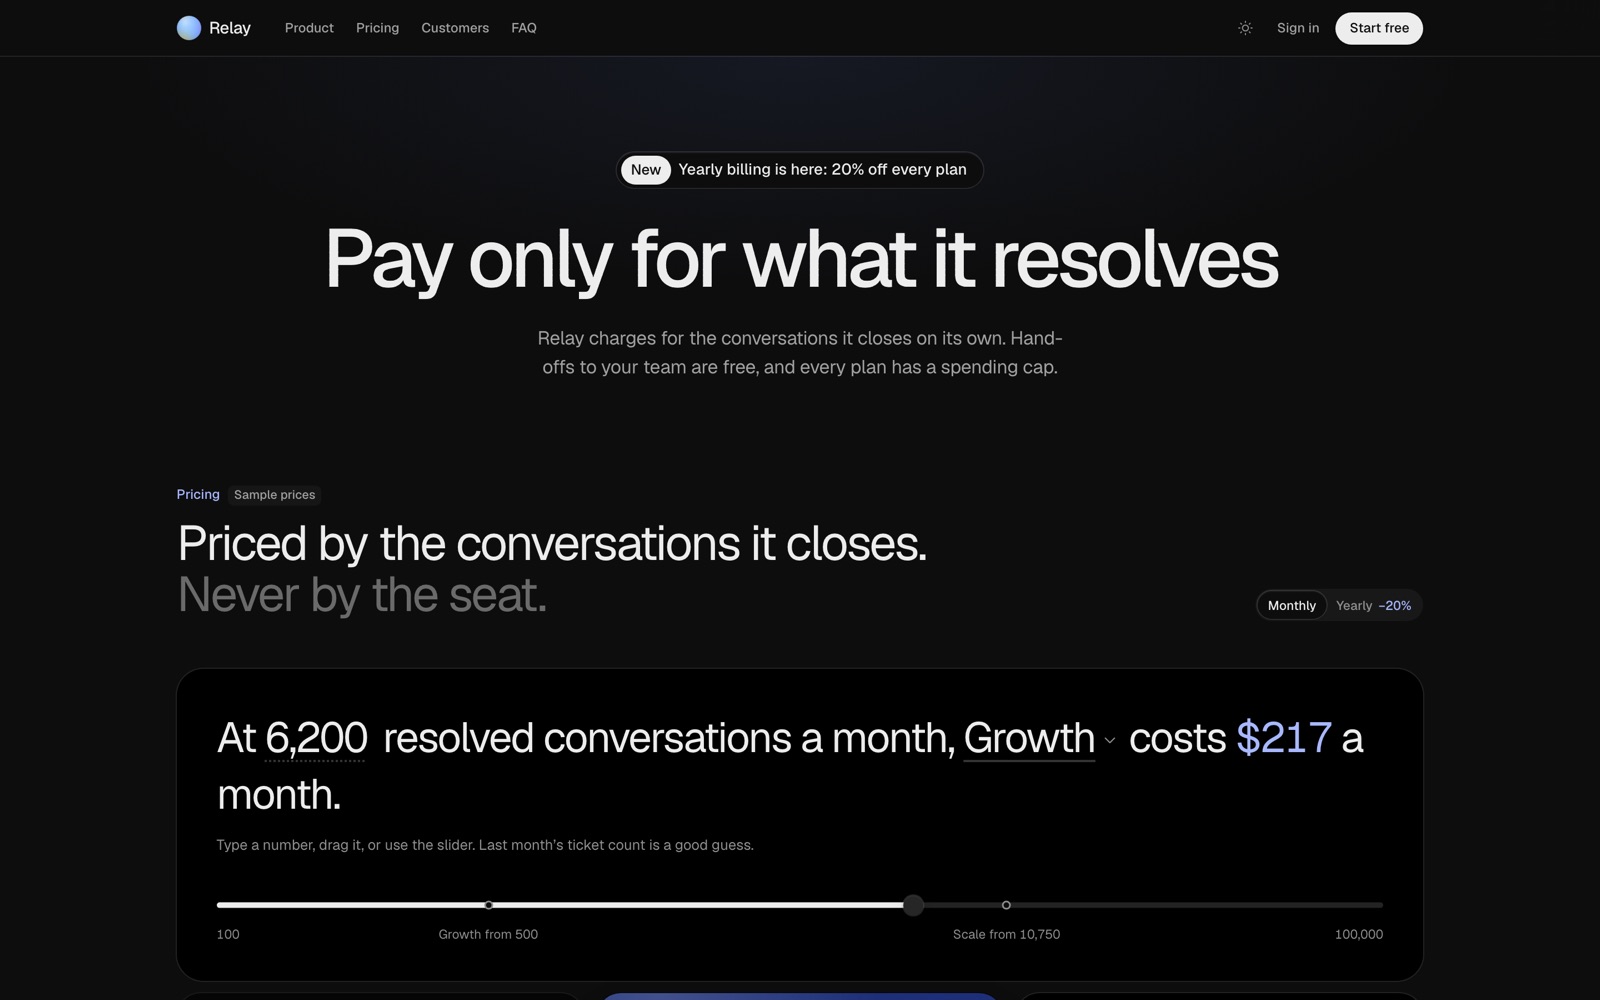 Relay
Product
Pricing
Customers
FAQ
Sign in
Start free
New
Yearly billing is here: 20% off every plan
Pay only for what it resolves
Relay charges for the conversations it closes on its own. Hand-
offs to your team are free, and every plan has a spending cap.
Pricing
Sample prices
Priced by the conversations it closes.
Never by the seat.
Monthly
Yearly −20%
At 6,200 resolved conversations a month, Growth costs $217 a
month.
Type a number, drag it, or use the slider. Last month's ticket count is a good guess.
100
Growth from 500
Scale from 10,750
100,000